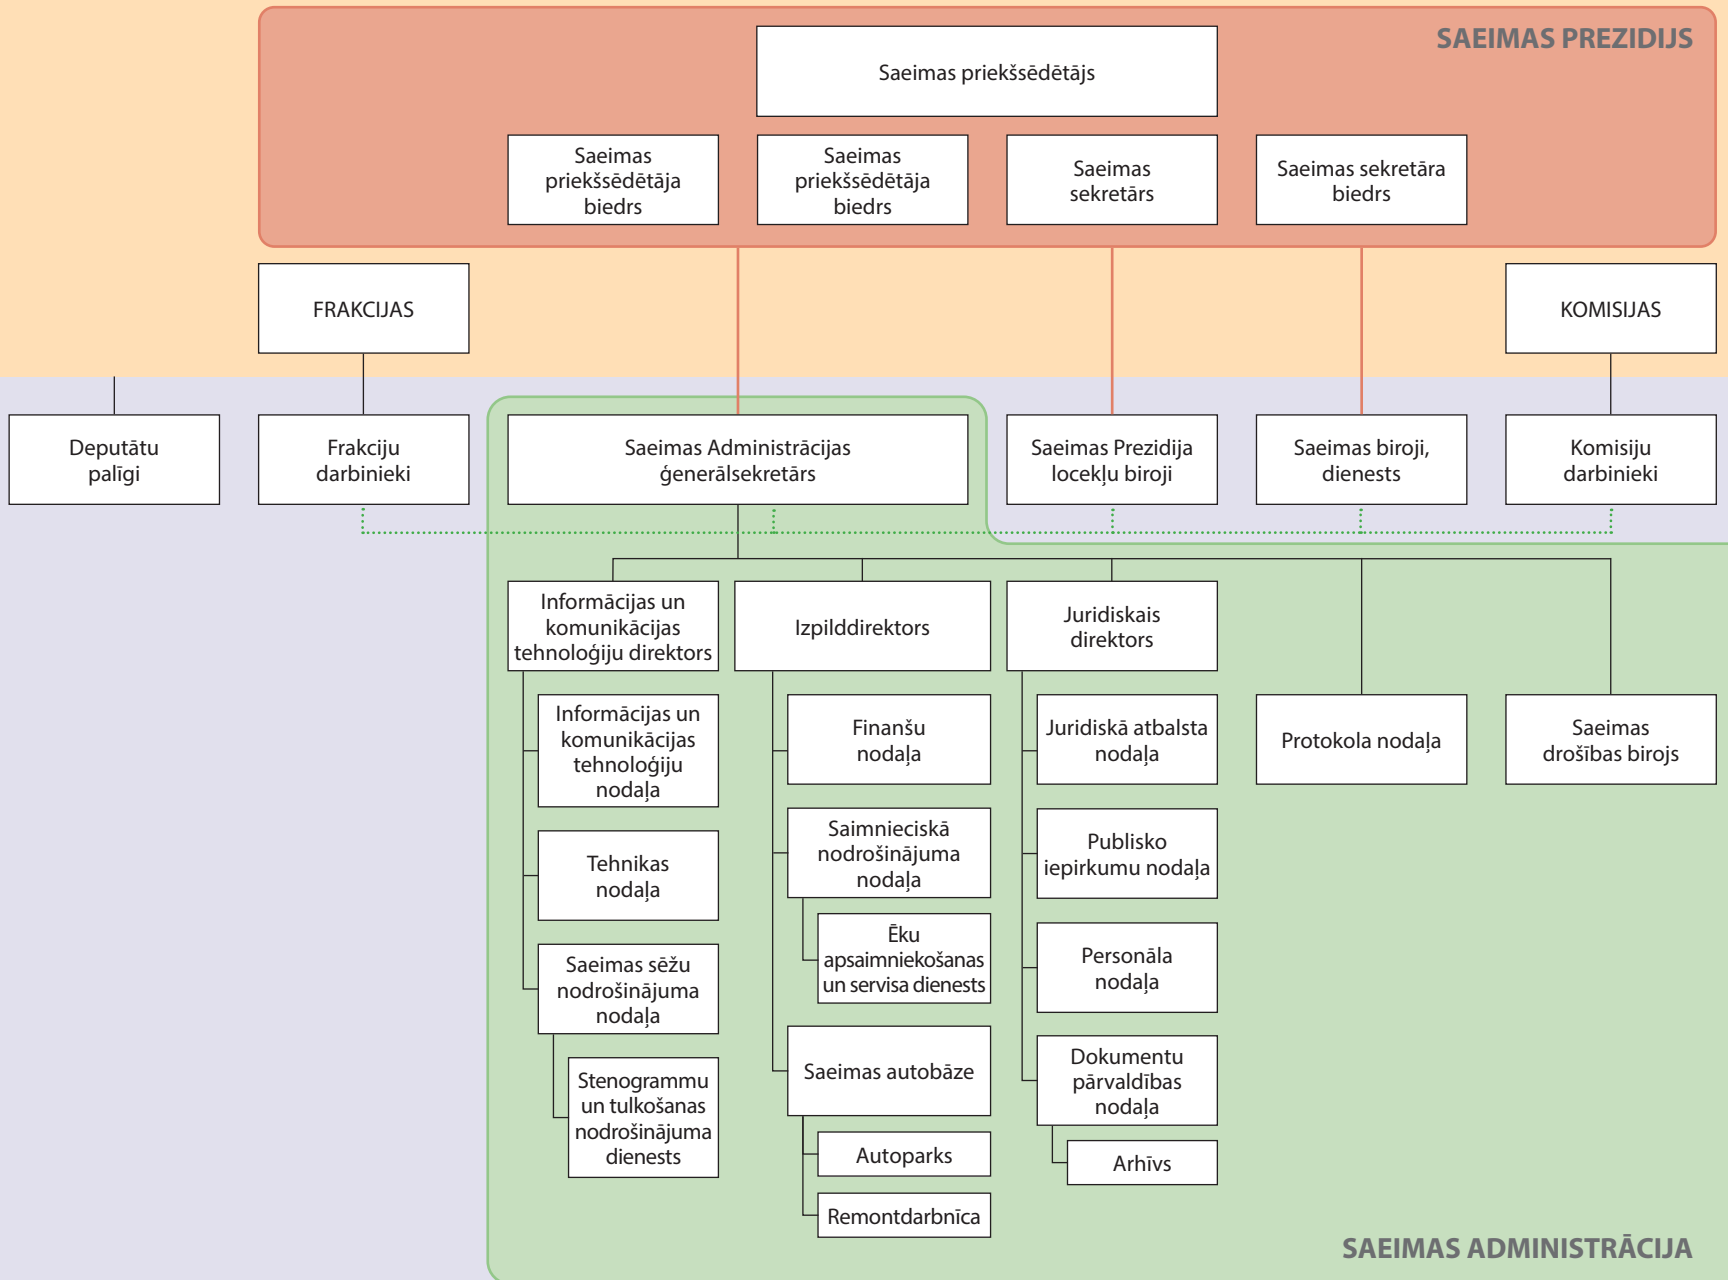 SAEIMAS PREZIDIJS
Saeimas priekšsēdētājs
Saeimas
priekšsēdētāja
biedrs
Saeimas
priekšsēdētāja
biedrs
Saeimas
sekretārs
Saeimas sekretāra
biedrs
FRAKCIJAS
KOMISIJAS
Deputātu
palīgi
Frakciju
darbinieki
Saeimas Administrācijas
ģenerālsekretārs
Saeimas Prezidija
locekļu biroji
Saeimas biroji,
dienests
Komisiju
darbinieki
Informācijas un
komunikācijas
tehnoloģiju direktors
Izpilddirektors
Juridiskais
direktors
Informācijas un
komunikācijas
tehnoloģiju
nodaļa
Finanšu
nodaļa
Juridiskā atbalsta
nodaļa
Protokola nodaļa
Saeimas
drošības birojs
Tehnikas
nodaļa
Saimnieciskā
nodrošinājuma
nodaļa
Publisko
iepirkumu nodaļa
Ēku
apsaimniekošanas
un servisa dienests
Saeimas sēžu
nodrošinājuma
nodaļa
Personāla
nodaļa
Saeimas autobāze
Dokumentu
pārvaldības
nodaļa
Stenogrammu
un tulkošanas
nodrošinājuma
dienests
Autoparks
Arhīvs
Remontdarbnīca
SAEIMAS ADMINISTRĀCIJA